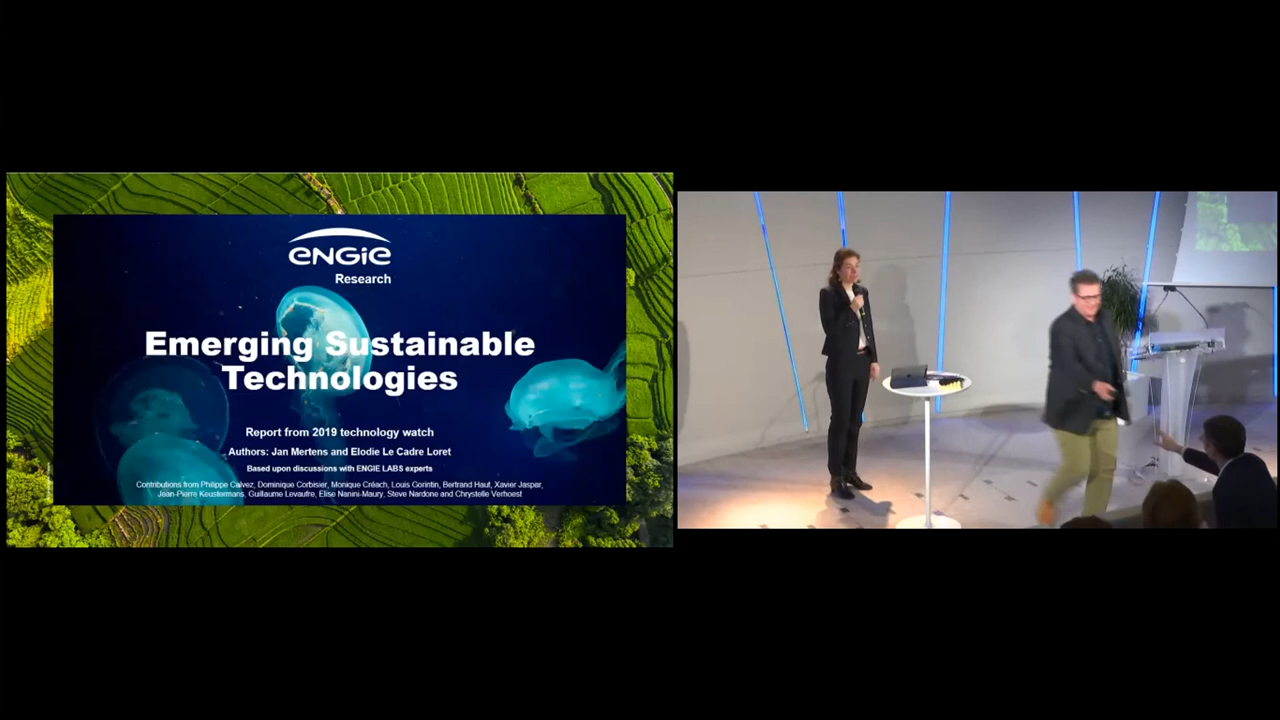 ENGIE
Research
Emerging Sustainable
Technologies
Report from 2019 technology watch
Authors: Jan Mertens and Elodie Le Cadre Loret
Based upon discussions with ENGIE LABS experts
Contributions from Philippe Calvez, Dominique Corbisier, Monique Créach, Louis Gorintin, Bertrand Haut, Xavier Jaspar,
Jean-Pierre Keustermans, Guillaume Levaufre, Elise Nanini-Maury, Steve Nardone and Chrystelle Verhoest